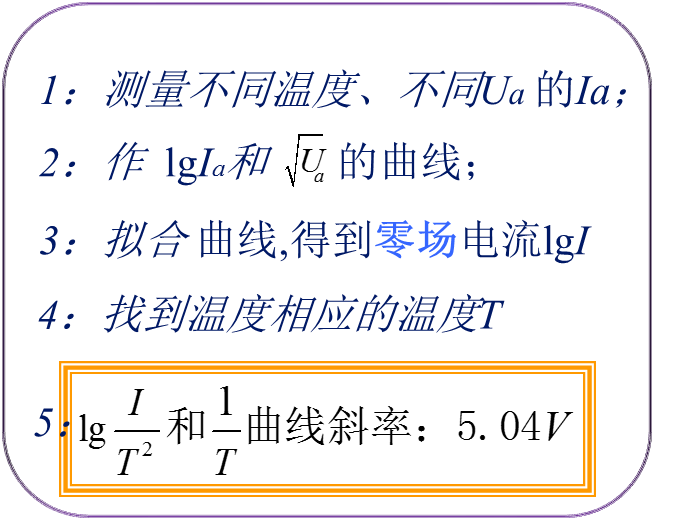 1：测量不同温度、不同Ua 的Ia；
2：作 lgIa和 √Ua 的曲线；
3：拟合 曲线,得到零场电流lgI
4：找到温度相应的温度T
5：lg I/T² 和 1/T 曲线斜率：5.04V